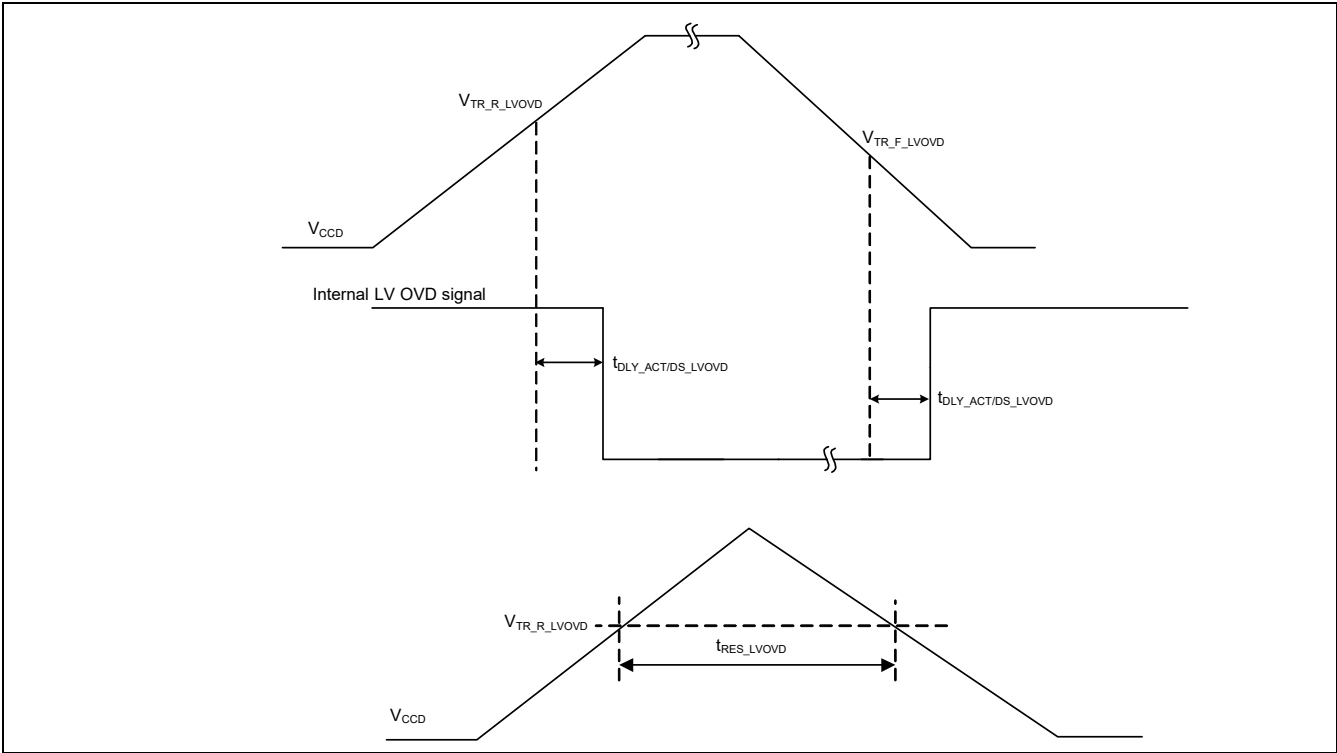 VTR_R_LVOVD
VTR_F_LVOVD
VCCD
Internal LV OVD signal
tDLY_ACT/DS_LVOVD
tDLY_ACT/DS_LVOVD
VTR_R_LVOVD
tRES_LVOVD
VCCD